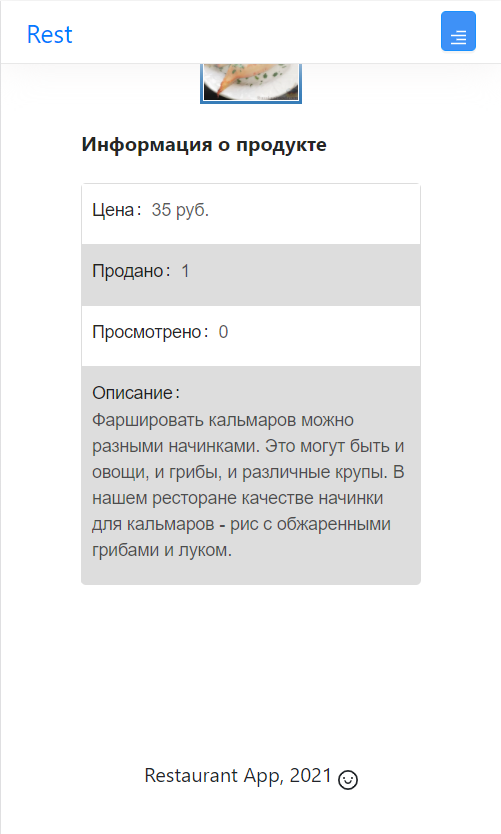 Rest
Информация о продукте
Цена: 35 руб.
Продано: 1
Просмотрено: 0
Описание:
Фаршировать кальмаров можно
разными начинками. Это могут быть и
овощи, и грибы, и различные крупы. В
нашем ресторане качестве начинки
для кальмаров - рис с обжаренными
грибами и луком.
Restaurant App, 2021